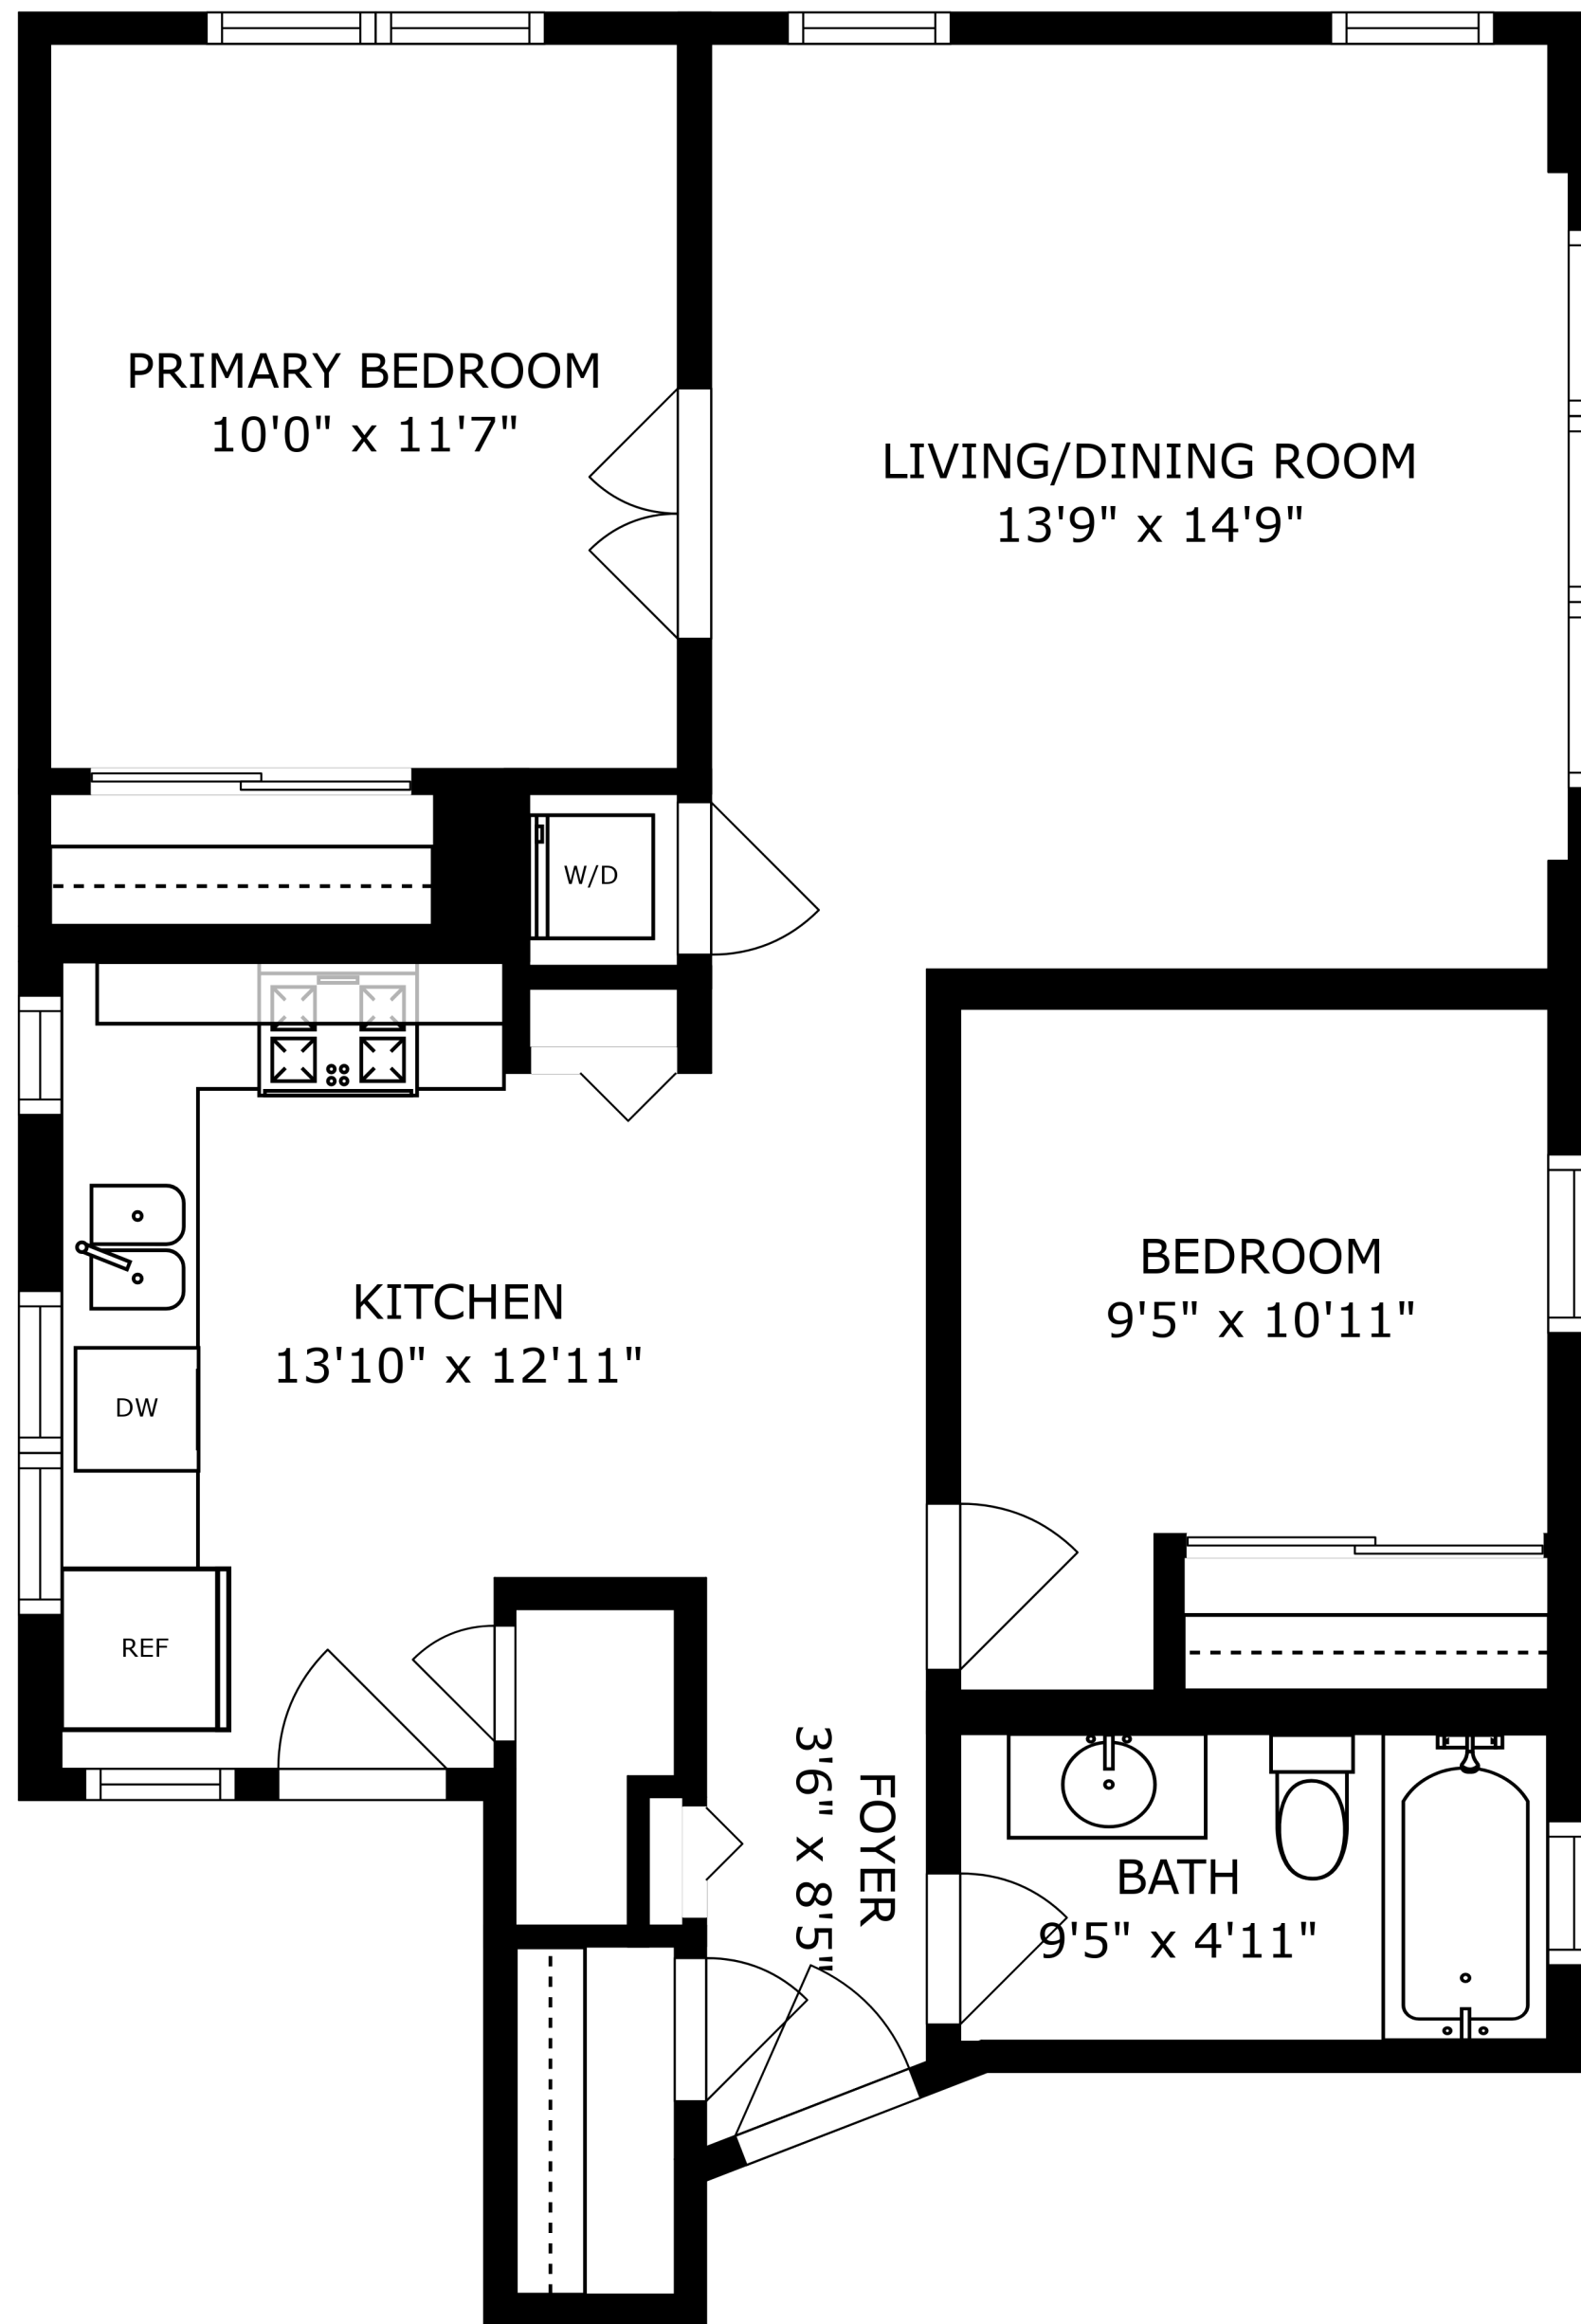 PRIMARY BEDROOM
10'0" x 11'7"
LIVING/DINING ROOM
13'9" x 14'9"
W/D
BEDROOM
9'5" x 10'11"
KITCHEN
13'10" x 12'11"
DW
REF
FOYER
3'6" x 8'5"
BATH
9'5" x 4'11"